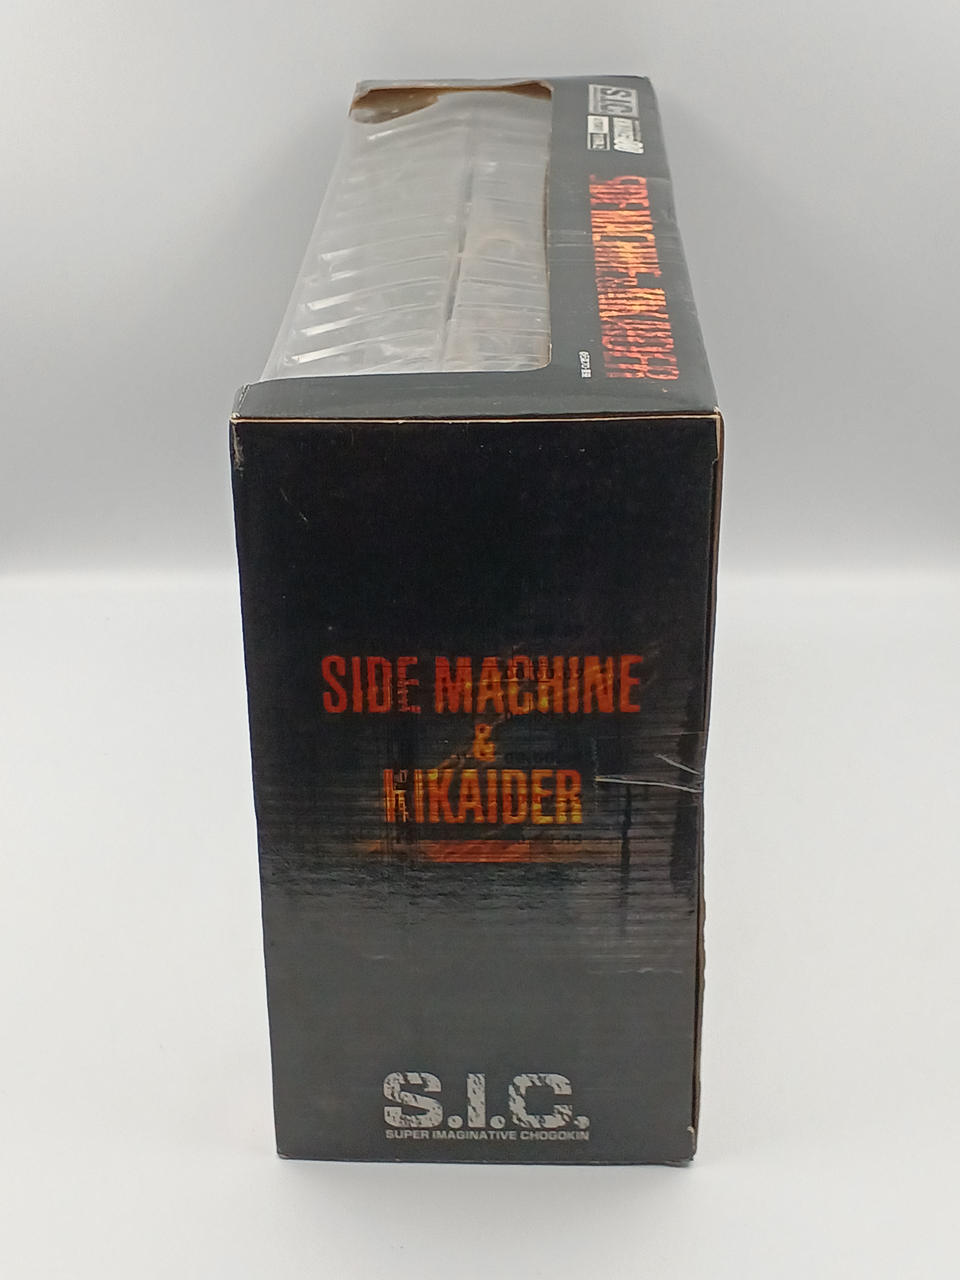 S.I.C.
SIDE MACHINE & KIKAIDER
SIDE MACHINE
&
KIKAIDER
S.I.C.
SUPER IMAGINATIVE CHOGOKIN